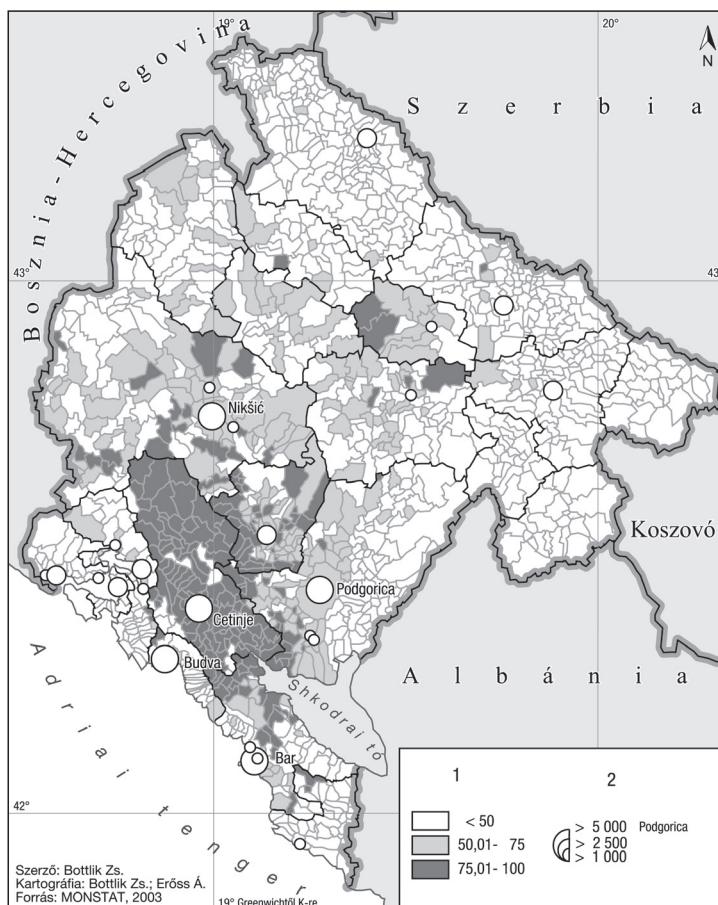 19°
20°
N
Bosznia-Hercegovina
Szerbia
43°
43
Nikšić
Koszovó
Podgorica
Cetinje
Budva
Albánia
Shkodrai tó
Adriai tenger
Bar
42°
1
2
< 50
50,01- 75
75,01- 100
> 5 000 Podgorica
> 2 500
> 1 000
Szerző: Bottlik Zs.
Kartográfia: Bottlik Zs.; Erőss Á.
Forrás: MONSTAT, 2003
19° Greenwichtől K-re